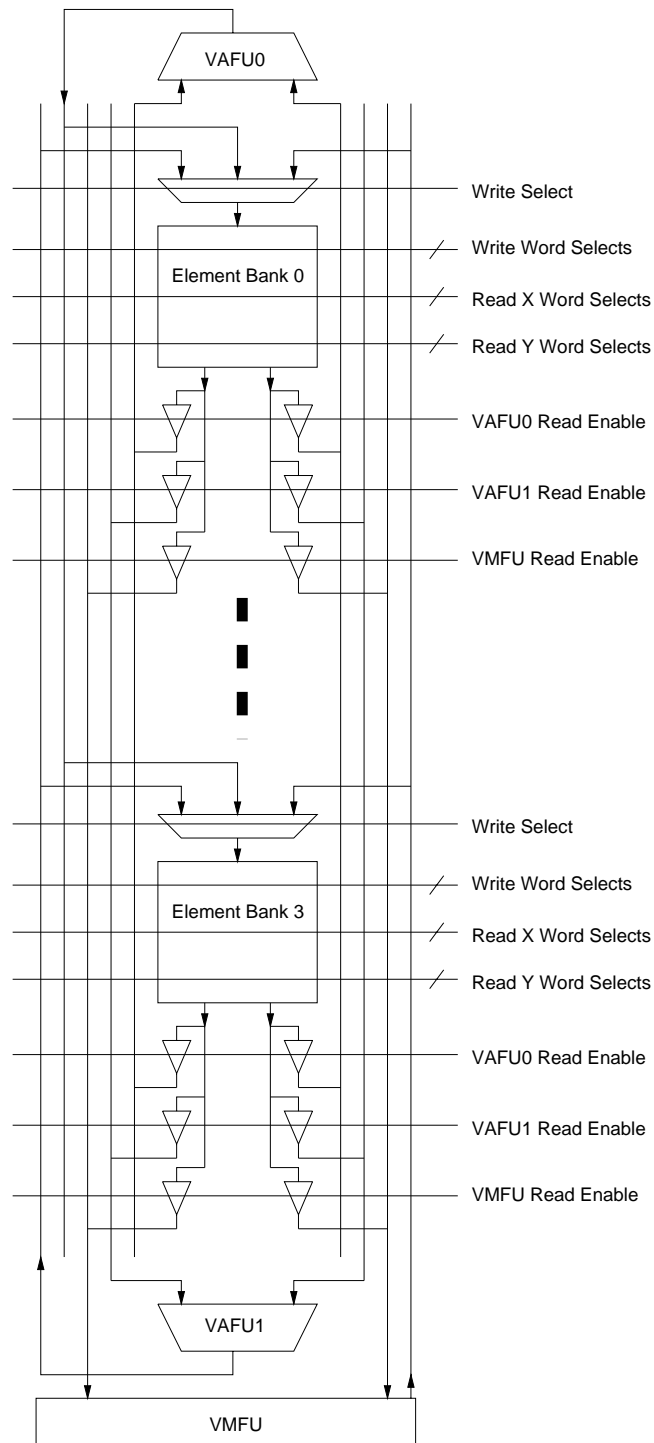 VAFU0
Write Select
Write Word Selects
Element Bank 0
Read X Word Selects
Read Y Word Selects
VAFU0 Read Enable
VAFU1 Read Enable
VMFU Read Enable
Write Select
Write Word Selects
Element Bank 3
Read X Word Selects
Read Y Word Selects
VAFU0 Read Enable
VAFU1 Read Enable
VMFU Read Enable
VAFU1
VMFU